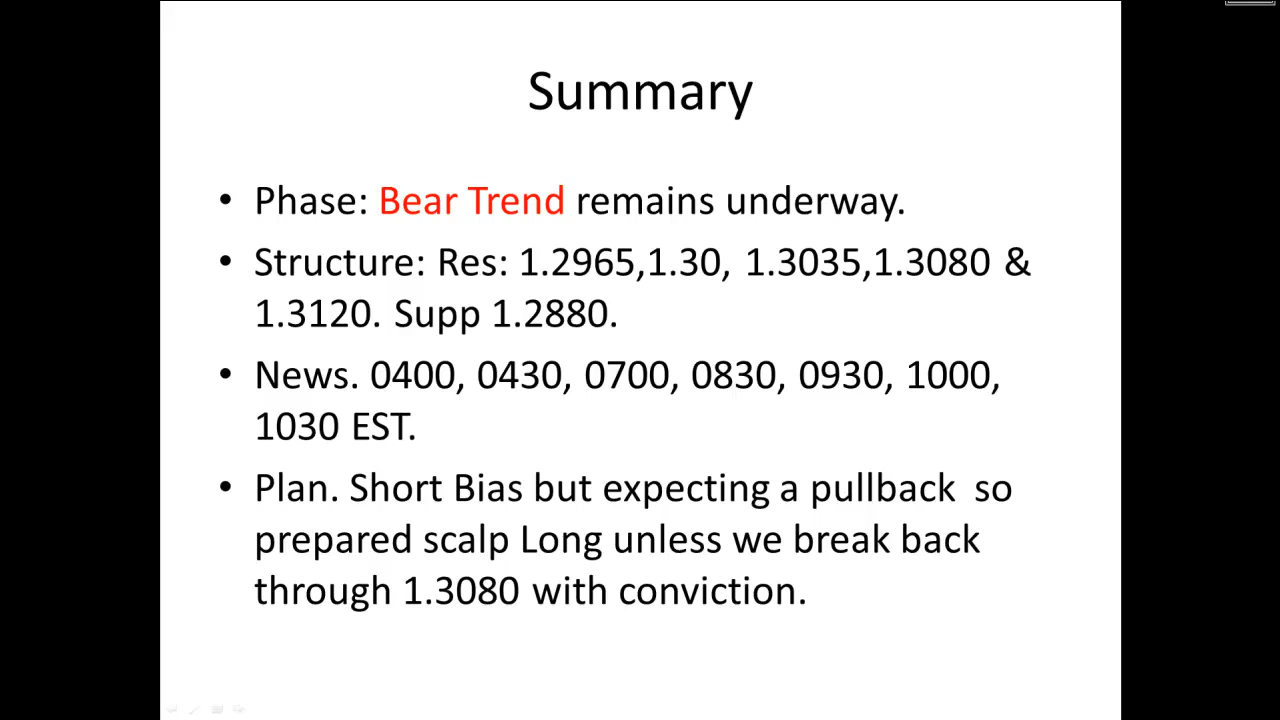 Summary
• Phase: Bear Trend remains underway.
• Structure: Res: 1.2965,1.30, 1.3035,1.3080 &
1.3120. Supp 1.2880.
• News. 0400, 0430, 0700, 0830, 0930, 1000,
1030 EST.
• Plan. Short Bias but expecting a pullback  so
prepared scalp Long unless we break back
through 1.3080 with conviction.